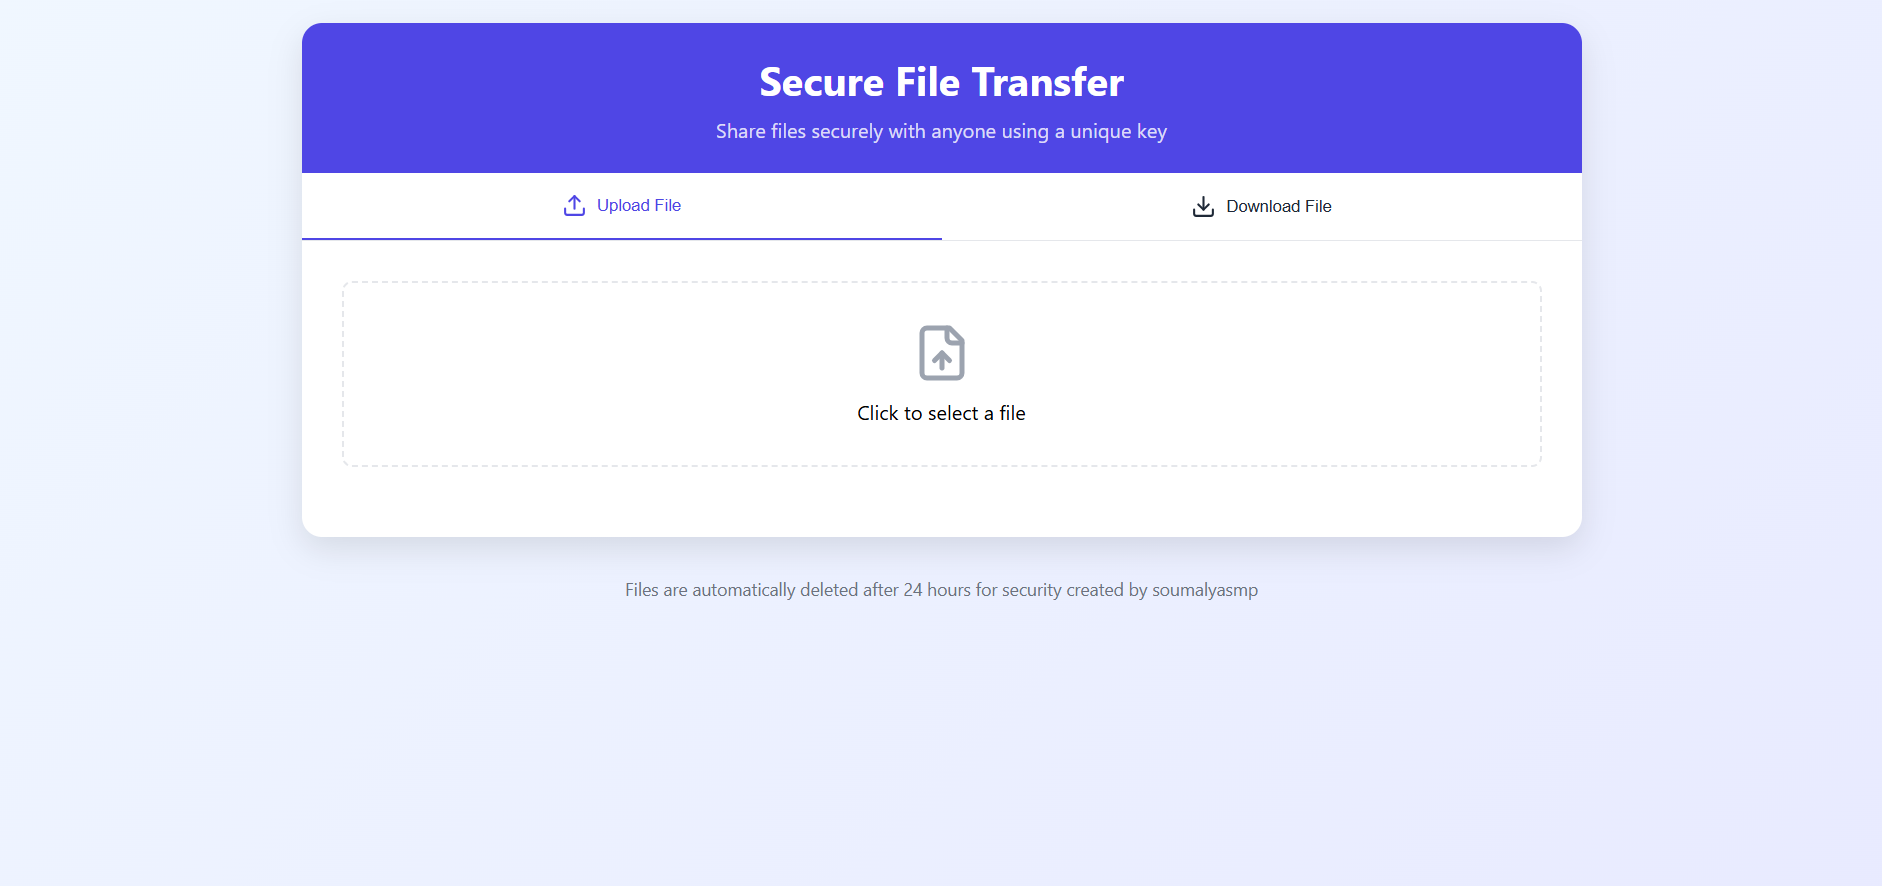 Secure File Transfer
Share files securely with anyone using a unique key
Upload File
Download File
Click to select a file
Files are automatically deleted after 24 hours for security created by soumalyasmp